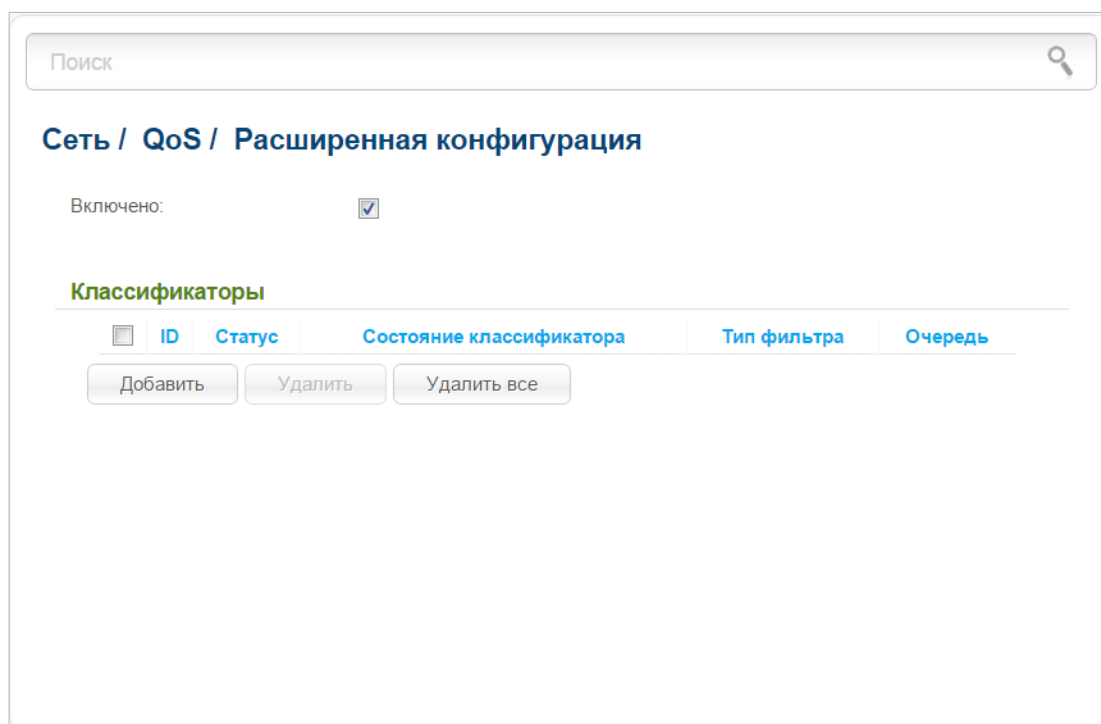 Поиск
Сеть / QoS / Расширенная конфигурация
Включено:
Классификаторы
ID Статус Состояние классификатора Тип фильтра Очередь
Добавить Удалить Удалить все